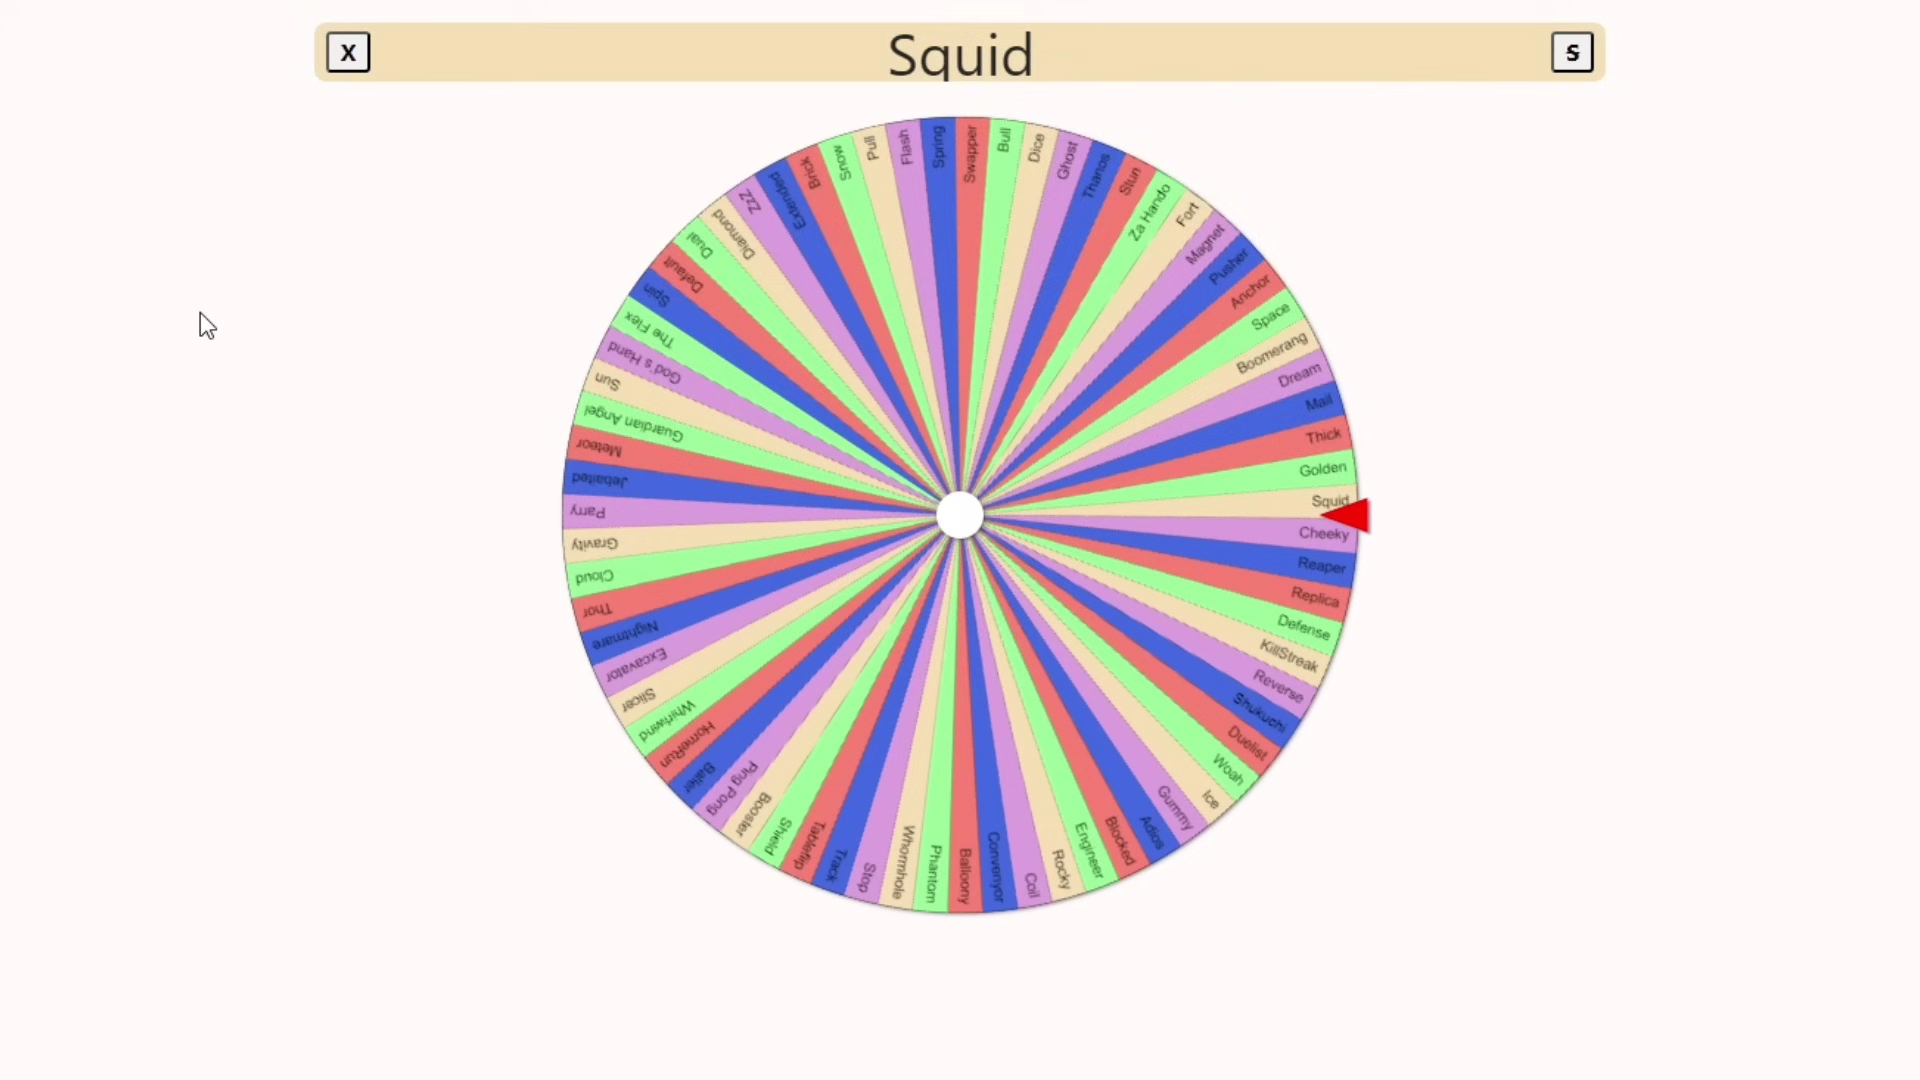 X
Squid
S
Swapper
Bull
Dice
Ghost
Thanos
Stun
Za Hando
Fort
Magnet
Pusher
Anchor
Space
Boomerang
Dream
Mail
Thick
Golden
Squid
Cheeky
Reaper
Replica
Defense
KillStreak
Reverse
Shukuchi
Duelist
Woah
Ice
Gummy
Adios
Blocked
Engineer
Rocky
Coil
Convenyor
Balloony
Phantom
Whormhole
Stop
Track
Tableflip
Shield
Booster
Ping Pong
Baller
HomeRun
Whirlwind
Slicer
Excavator
Nightmare
Thor
Cloud
Gravity
Parry
Jebaited
Meteor
Guardian Angel
Sun
God's Hand
The Flex
Spin
Default
Dual
Diamond
ZzZ
Extended
Brick
Snow
Pull
Flash
Spring